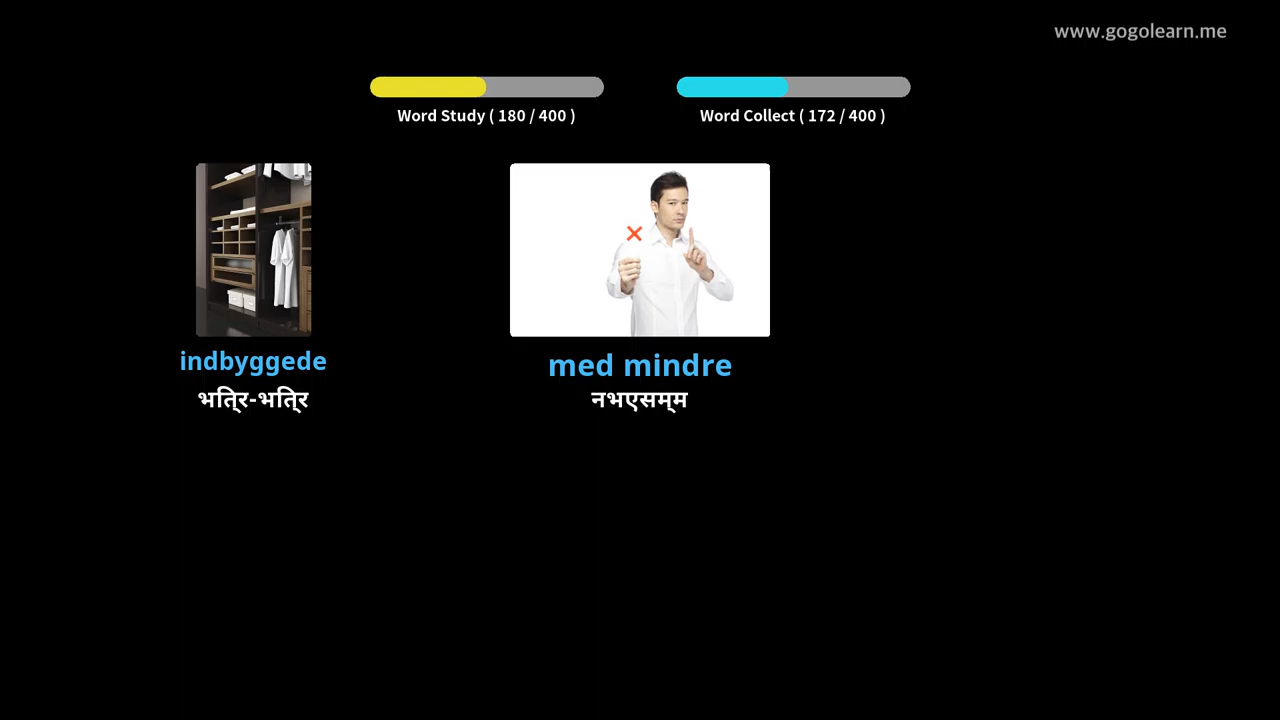 www.gogolearn.me
Word Study ( 180 / 400 )
Word Collect ( 172 / 400 )
indbyggede
भित्रि-भित्रि
med mindre
नभएसम्म